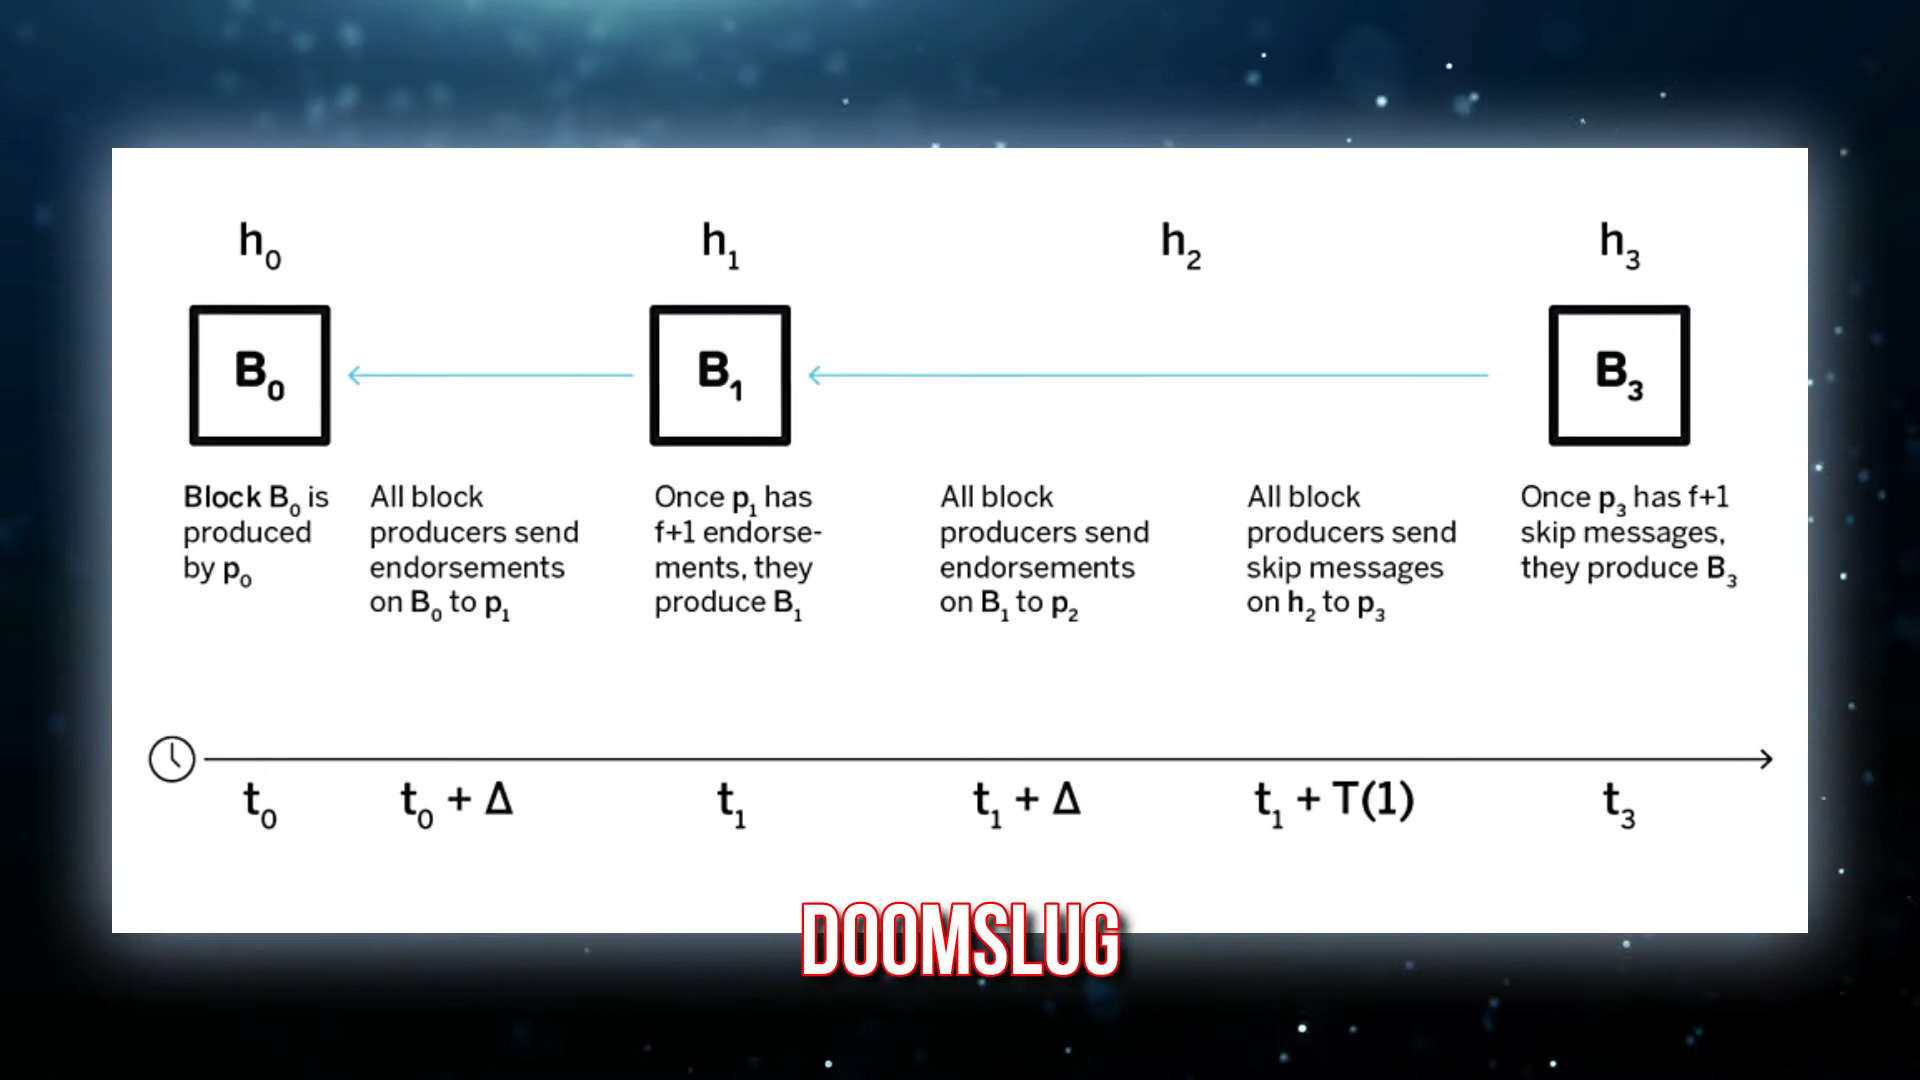 h₀ h₁ h₂ h₃
B₀ B₁ B₃
Block B₀ is
produced
by p₀
All block
producers send
endorsements
on B₀ to p₁
Once p₁ has
f+1 endorse-
ments, they
produce B₁
All block
producers send
endorsements
on B₁ to p₂
All block
producers send
skip messages
on h₂ to p₃
Once p₃ has f+1
skip messages,
they produce B₃
t₀ t₀ + Δ t₁ t₁ + Δ t₁ + T(1) t₃
DOOMSLUG